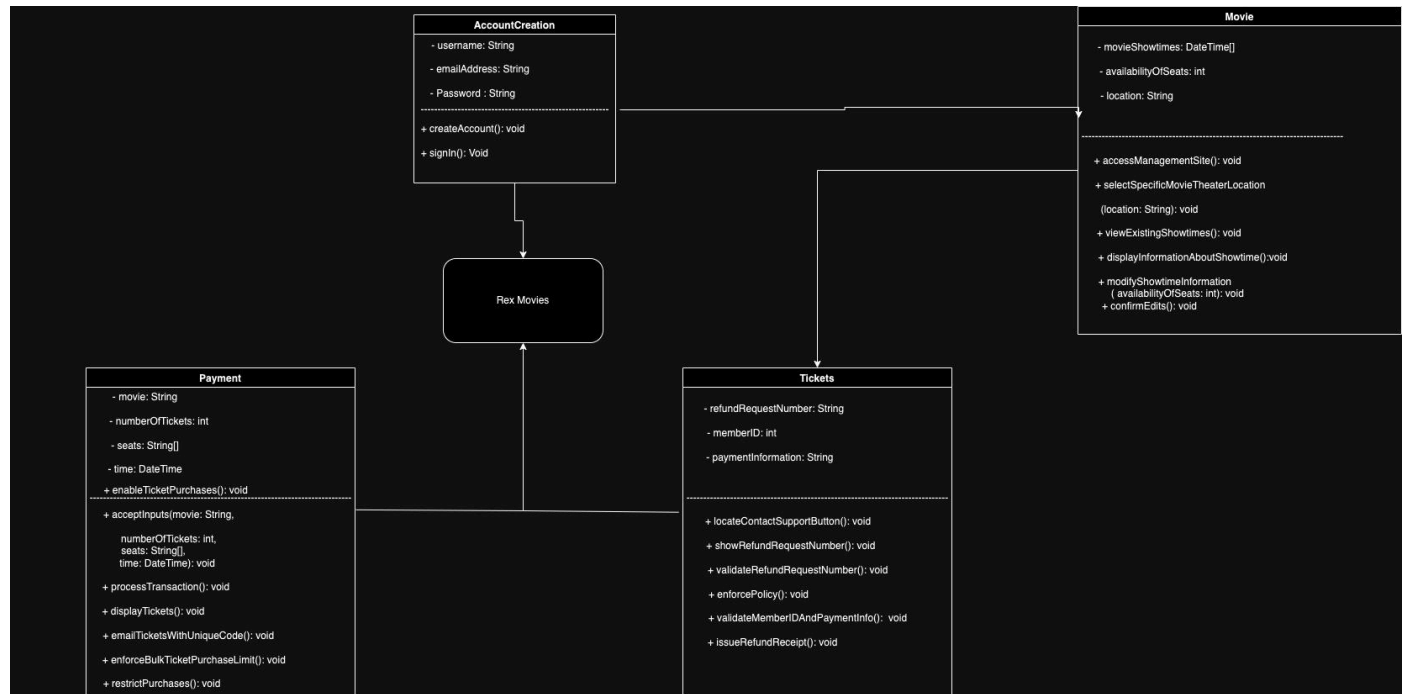 AccountCreation
- username: String
- emailAddress: String
- Password : String
+ createAccount(): void
+ signIn(): Void
Movie
- movieShowtimes: DateTime[]
- availabilityOfSeats: int
- location: String
+ accessManagementSite(): void
+ selectSpecificMovieTheaterLocation
(location: String): void
+ viewExistingShowtimes(): void
+ displayInformationAboutShowtime():void
+ modifyShowtimeInformation
( availabilityOfSeats: int): void
+ confirmEdits(): void
Rex Movies
Payment
- movie: String
- numberOfTickets: int
- seats: String[]
- time: DateTime
+ enableTicketPurchases(): void
+ acceptInputs(movie: String,
numberOfTickets: int,
seats: String[],
time: DateTime): void
+ processTransaction(): void
+ displayTickets(): void
+ emailTicketsWithUniqueCode(): void
+ enforceBulkTicketPurchaseLimit(): void
+ restrictPurchases(): void
Tickets
- refundRequestNumber: String
- memberID: int
- paymentInformation: String
+ locateContactSupportButton(): void
+ showRefundRequestNumber(): void
+ validateRefundRequestNumber(): void
+ enforcePolicy(): void
+ validateMemberIDAndPaymentInfo(): void
+ issueRefundReceipt(): void